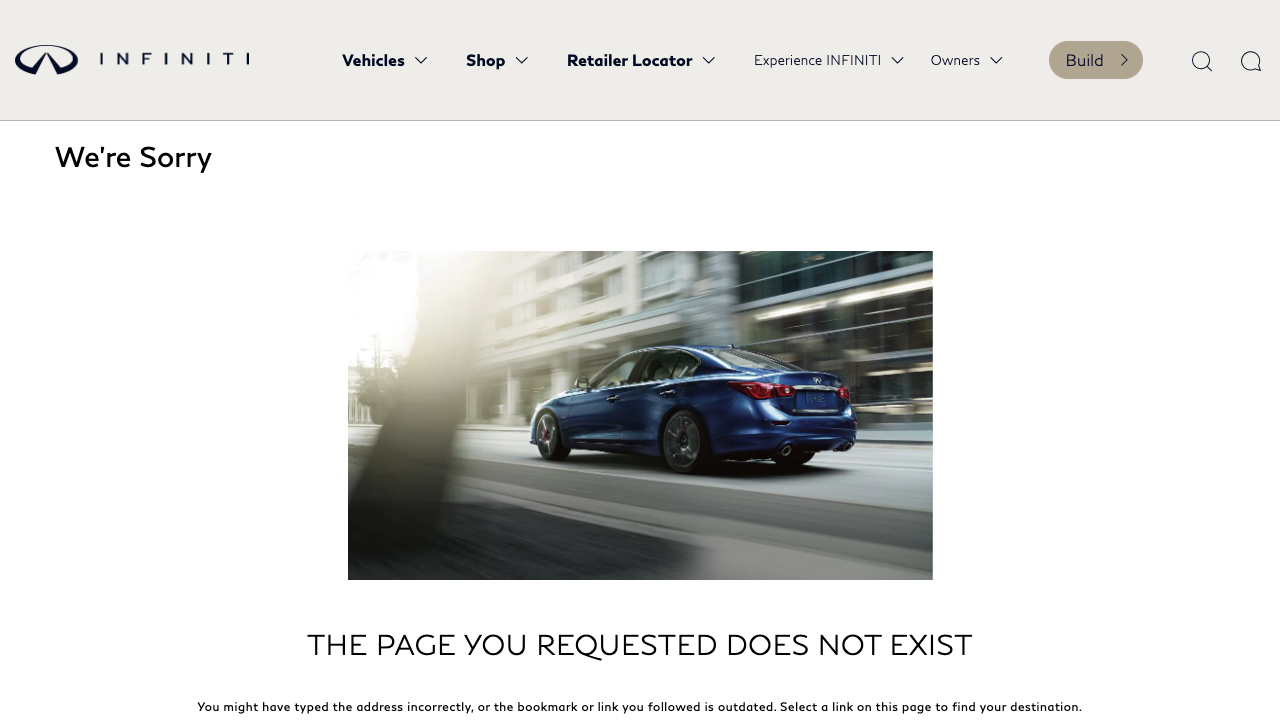 INFINITI
Vehicles
Shop
Retailer Locator
Experience INFINITI
Owners
Build
We're Sorry
THE PAGE YOU REQUESTED DOES NOT EXIST
You might have typed the address incorrectly, or the bookmark or link you followed is outdated. Select a link on this page to find your destination.